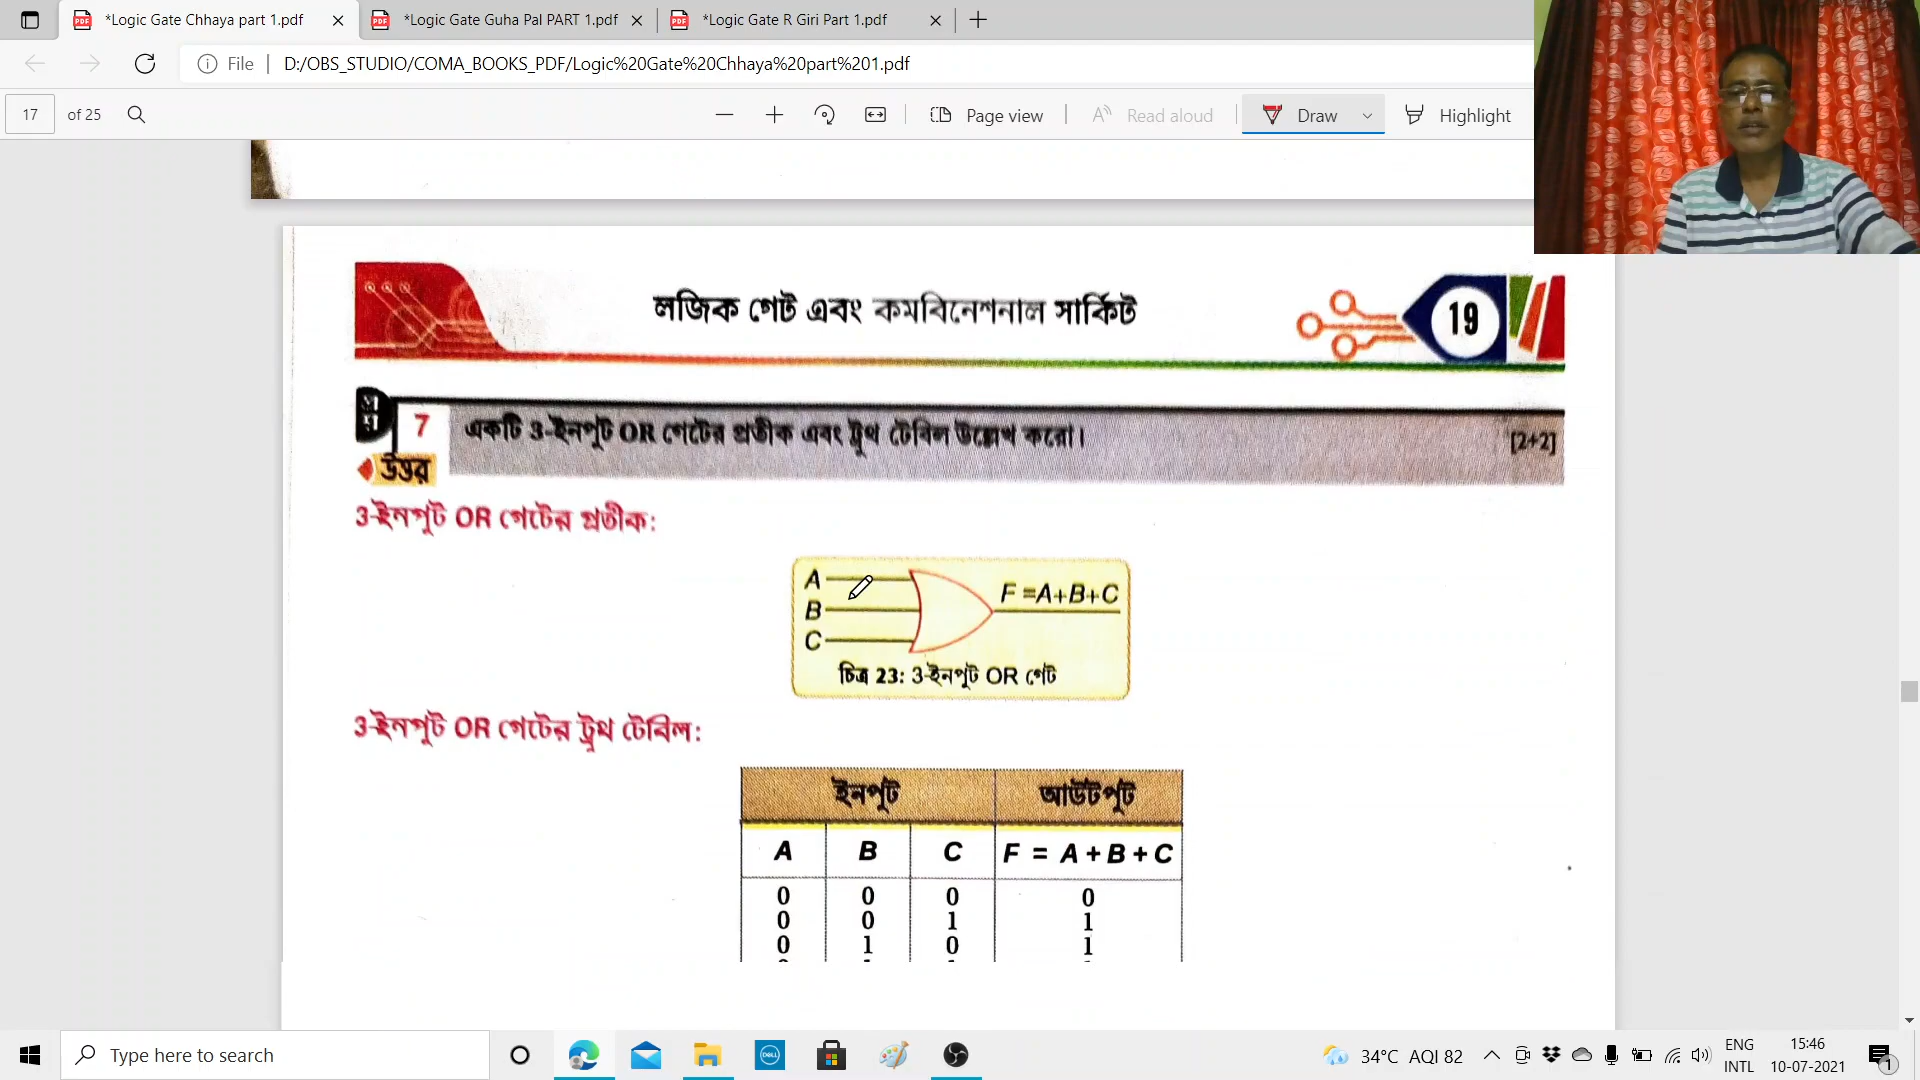 *Logic Gate Chhaya part 1.pdf
*Logic Gate Guha Pal PART 1.pdf
*Logic Gate R Giri Part 1.pdf
File
D:/OBS_STUDIO/COMA_BOOKS_PDF/Logic%20Gate%20Chhaya%20part%201.pdf
17 of 25
Page view
Read aloud
Draw
Highlight
লজিক গেট এবং কমবিনেশনাল সার্কিট
19
প্রশ্ন 7 একটি 3-ইনপুট OR গেটের প্রতীক এবং ট্রুথ টেবিল উল্লেখ করো। [2+2]
উত্তর
3-ইনপুট OR গেটের প্রতীক:
A
B
C
F =A+B+C
চিত্র 23: 3-ইনপুট OR গেট
3-ইনপুট OR গেটের ট্রুথ টেবিল:
ইনপুট আউটপুট
A B C F = A + B + C
0 0 0 0
0 0 1 1
0 1 0 1
Type here to search
DELL
34°C AQI 82
ENG
INTL
15:46
10-07-2021
1